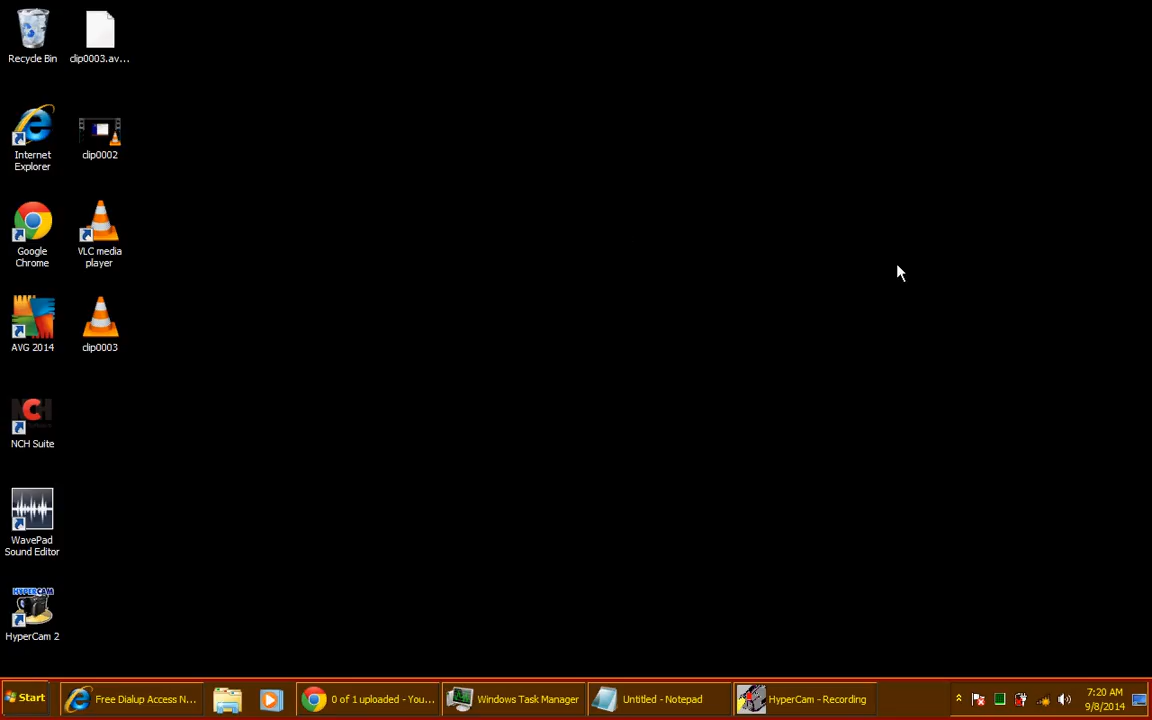 Recycle Bin
clip0003.av...
Internet
Explorer
clip0002
Google
Chrome
VLC media
player
AVG 2014
clip0003
NCH Suite
WavePad
Sound Editor
HYPERCAM
HyperCam 2
Start
Free Dialup Access N...
0 of 1 uploaded - You...
Windows Task Manager
Untitled - Notepad
HyperCam - Recording
7:20 AM
9/8/2014